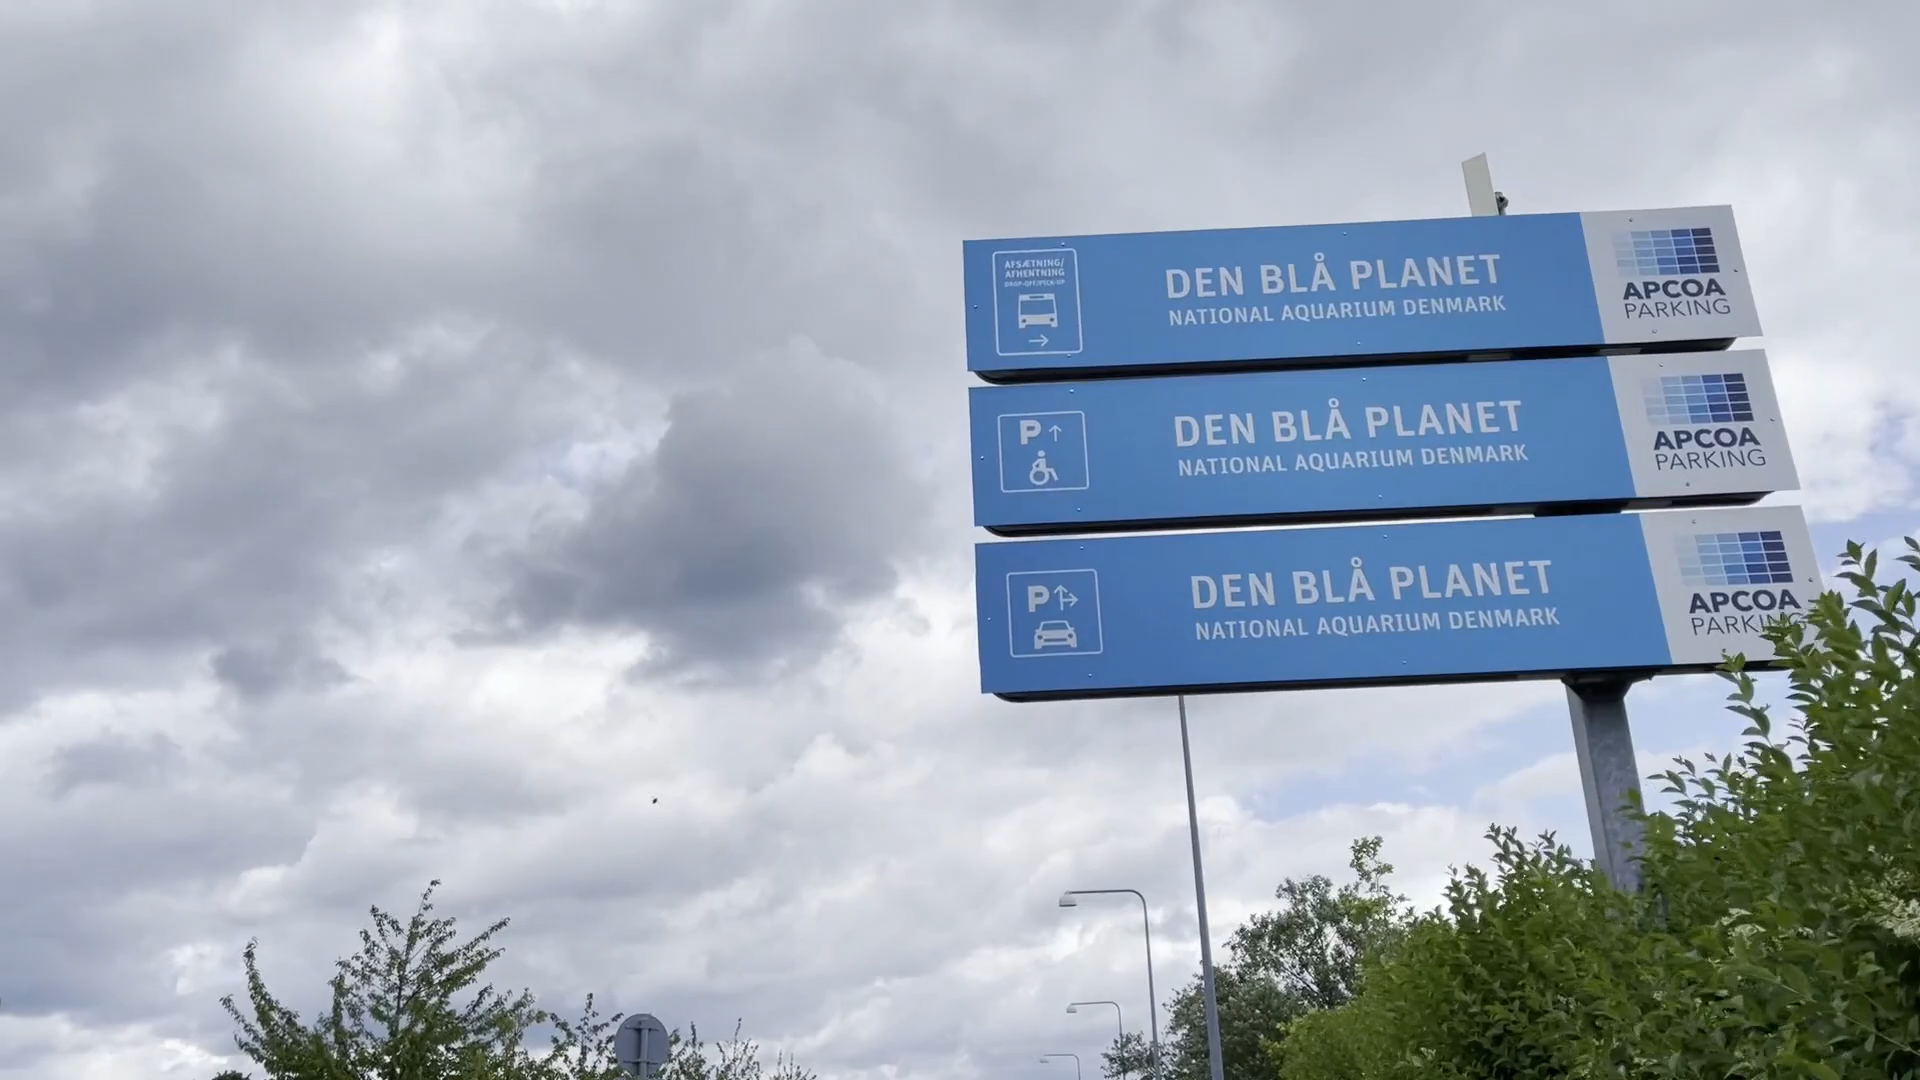 AFSÆTNING/
AFHENTNING
DROP-OFF/PICK-UP
DEN BLÅ PLANET
NATIONAL AQUARIUM DENMARK
APCOA
PARKING
P
DEN BLÅ PLANET
NATIONAL AQUARIUM DENMARK
APCOA
PARKING
P
DEN BLÅ PLANET
NATIONAL AQUARIUM DENMARK
APCOA
PARKING